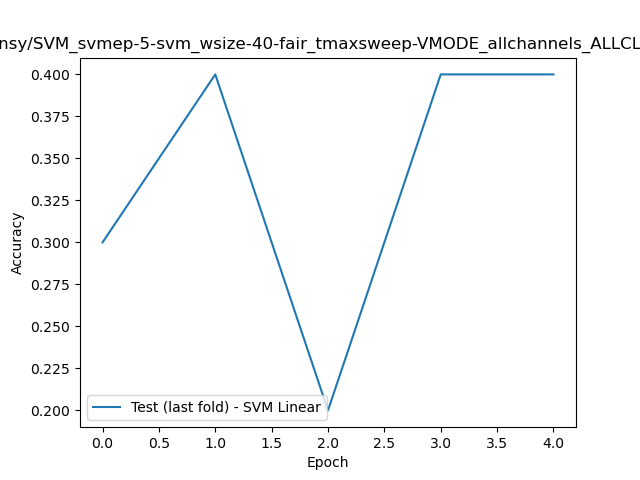 nsy/SVM_svmep-5-svm_wsize-40-fair_tmaxsweep-VMODE_allchannels_ALLCL
0.400
0.375
0.350
0.325
0.300
0.275
0.250
0.225
0.200
Accuracy
Test (last fold) - SVM Linear
0.0 0.5 1.0 1.5 2.0 2.5 3.0 3.5 4.0
Epoch